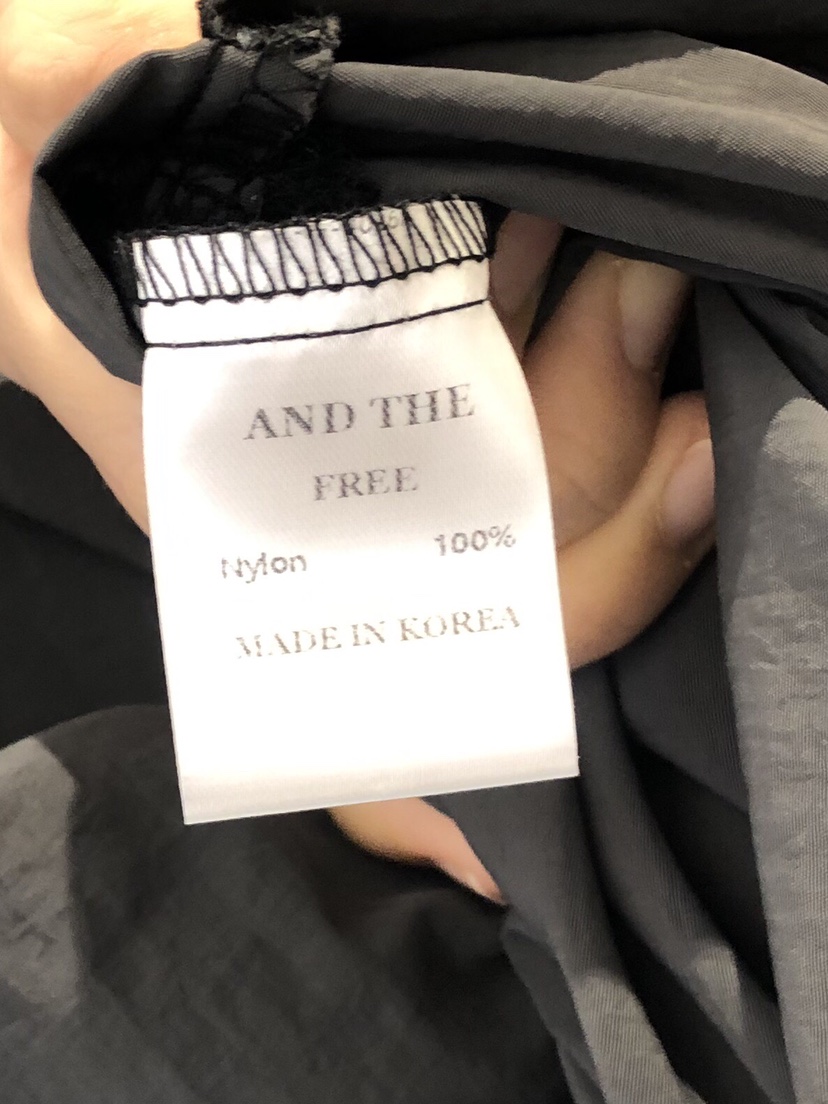 AND THE
FREE
Nylon 100%
MADE IN KOREA